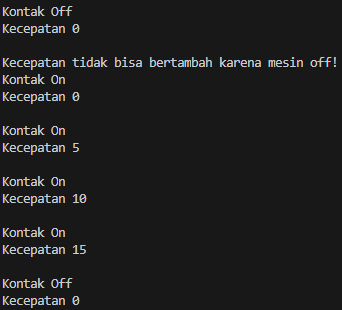 Kontak Off
Kecepatan 0

Kecepatan tidak bisa bertambah karena mesin off!
Kontak On
Kecepatan 0

Kontak On
Kecepatan 5

Kontak On
Kecepatan 10

Kontak On
Kecepatan 15

Kontak Off
Kecepatan 0